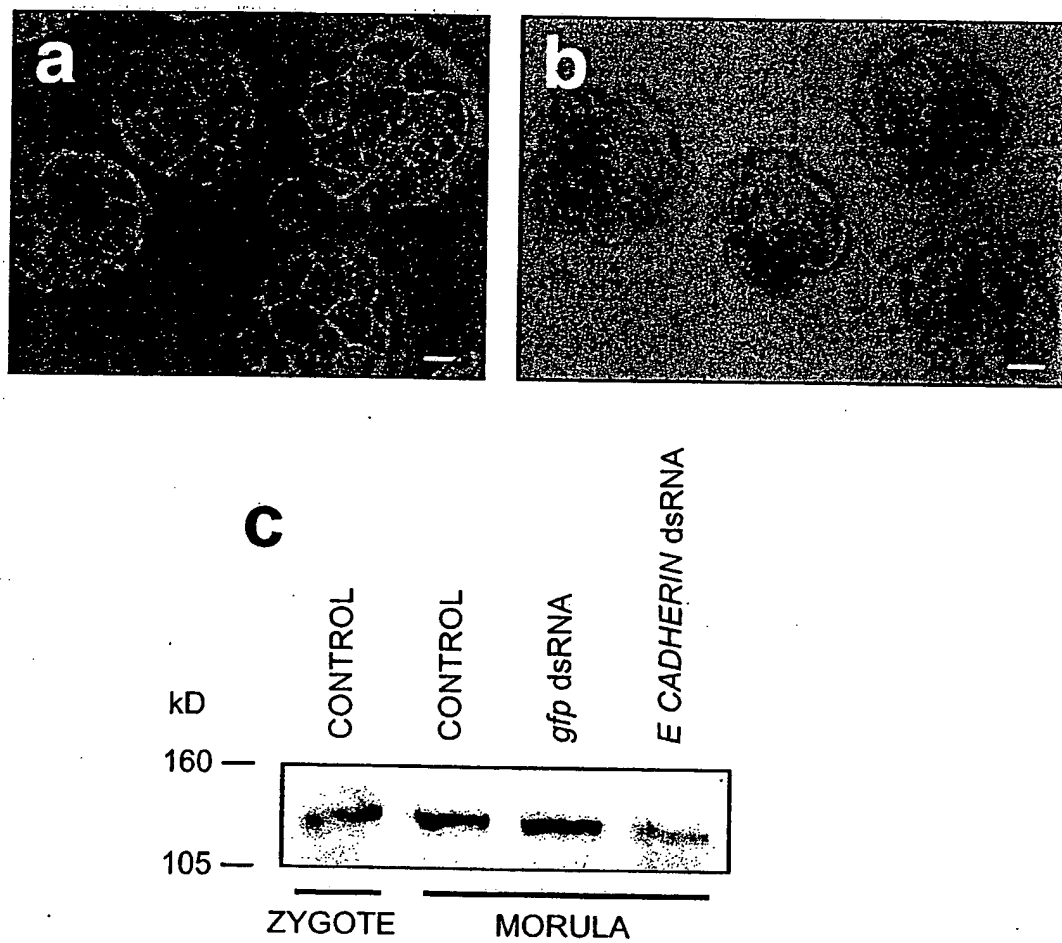 a
b
c
kD
CONTROL
CONTROL
gfp dsRNA
E CADHERIN dsRNA
160
105
ZYGOTE
MORULA